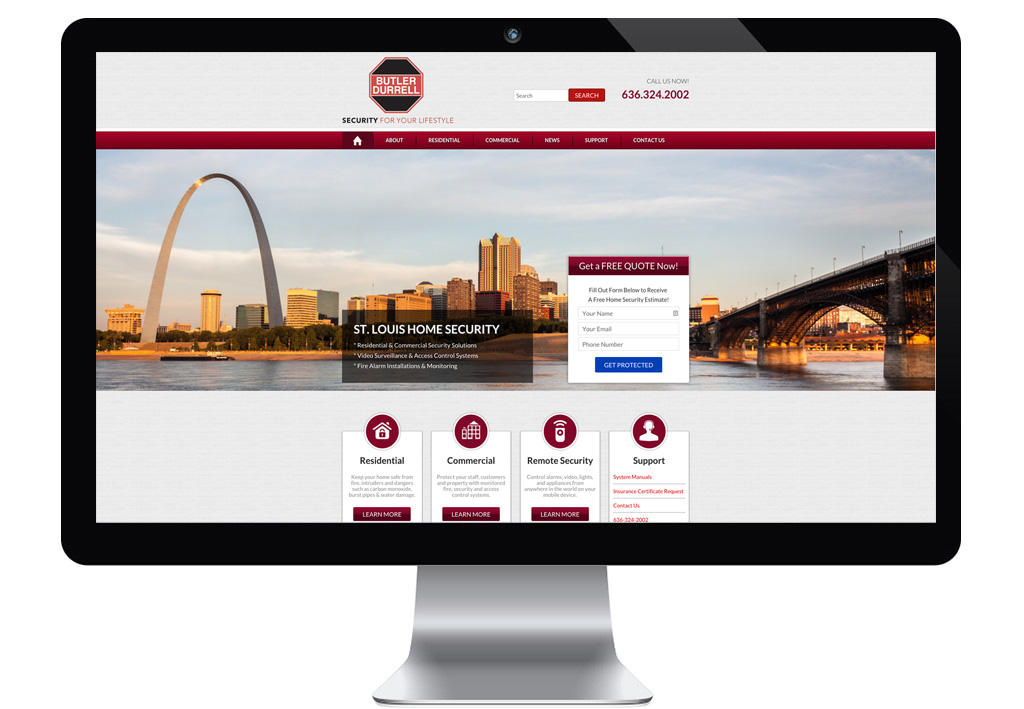 BUTLER
DURRELL
SECURITY FOR YOUR LIFESTYLE
Search
SEARCH
CALL US NOW!
636.324.2002
ABOUT
RESIDENTIAL
COMMERCIAL
NEWS
SUPPORT
CONTACT US
ST. LOUIS HOME SECURITY
* Residential & Commercial Security Solutions
* Video Surveillance & Access Control Systems
* Fire Alarm Installations & Monitoring
Get a FREE QUOTE Now!
Fill Out Form Below to Receive
A Free Home Security Estimate!
Your Name
Your Email
Phone Number
GET PROTECTED
Residential
Keep your home safe from
fire, intruders and dangers
such as carbon monoxide,
burst pipes & water damage.
LEARN MORE
Commercial
Protect your staff, customers
and property with monitored
fire, security and access
control systems.
LEARN MORE
Remote Security
Control alarms, video, lights,
and appliances from
anywhere in the world on your
mobile device.
LEARN MORE
Support
System Manuals
Insurance Certificate Request
Contact Us
636-324-2002